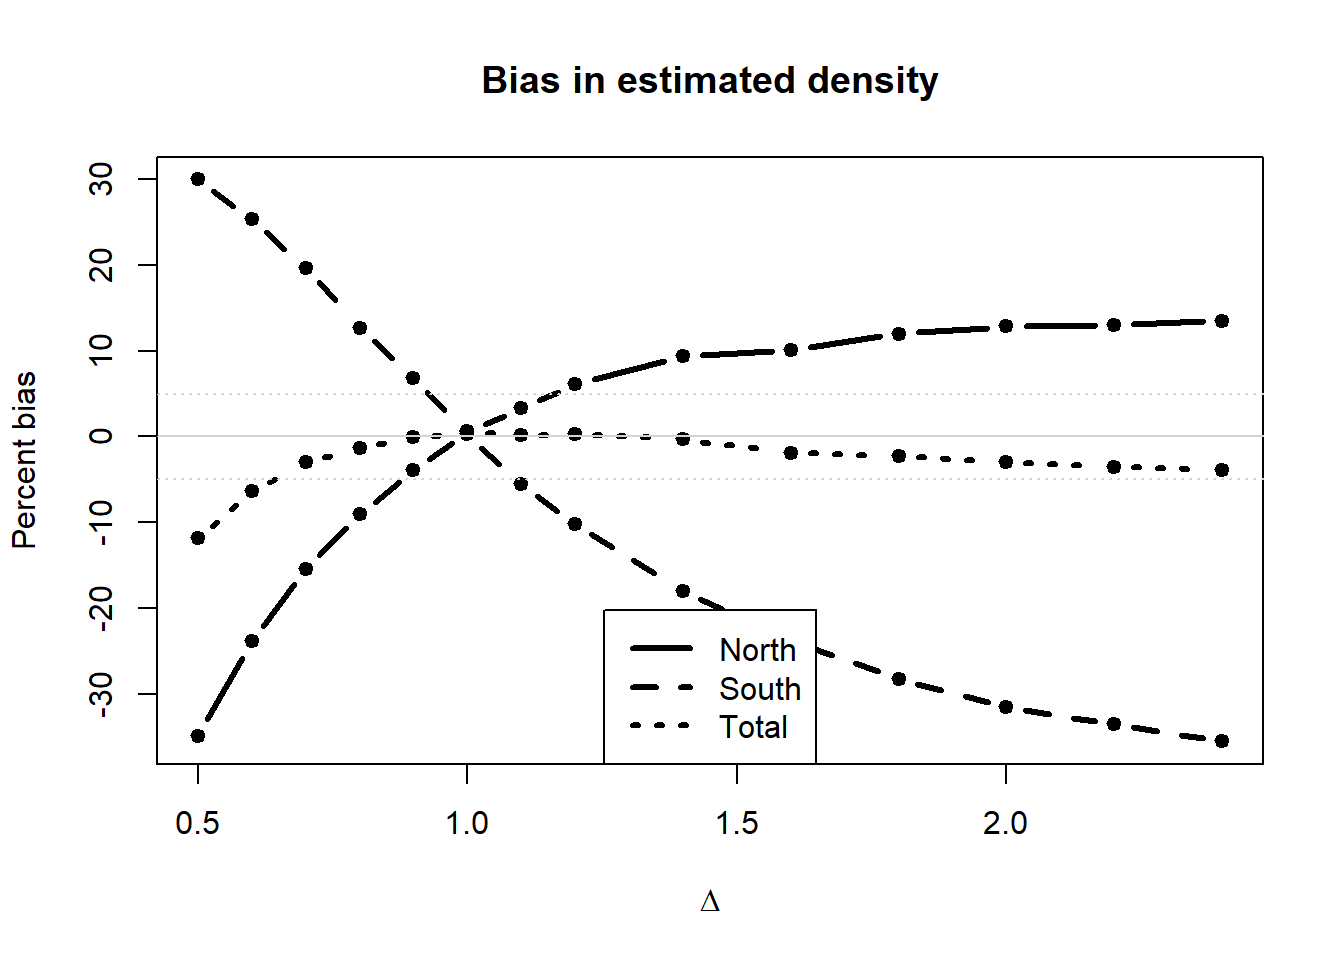 Bias in estimated density
Percent bias
30
20
10
0
-10
-20
-30
North
South
Total
0.5 1.0 1.5 2.0
Δ